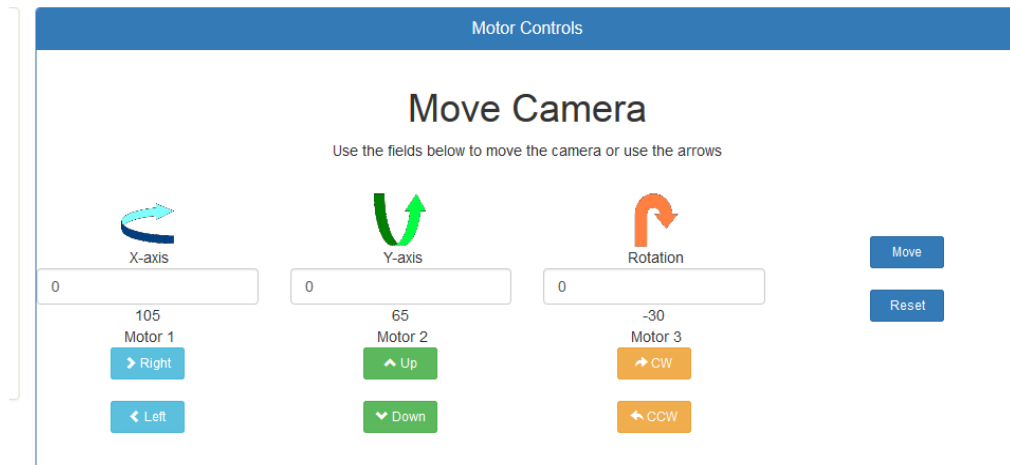 Motor Controls
Move Camera
Use the fields below to move the camera or use the arrows
X-axis Y-axis Rotation
Move
0 0 0
Reset
105 65 -30
Motor 1 Motor 2 Motor 3
Right Up CW
Left Down CCW